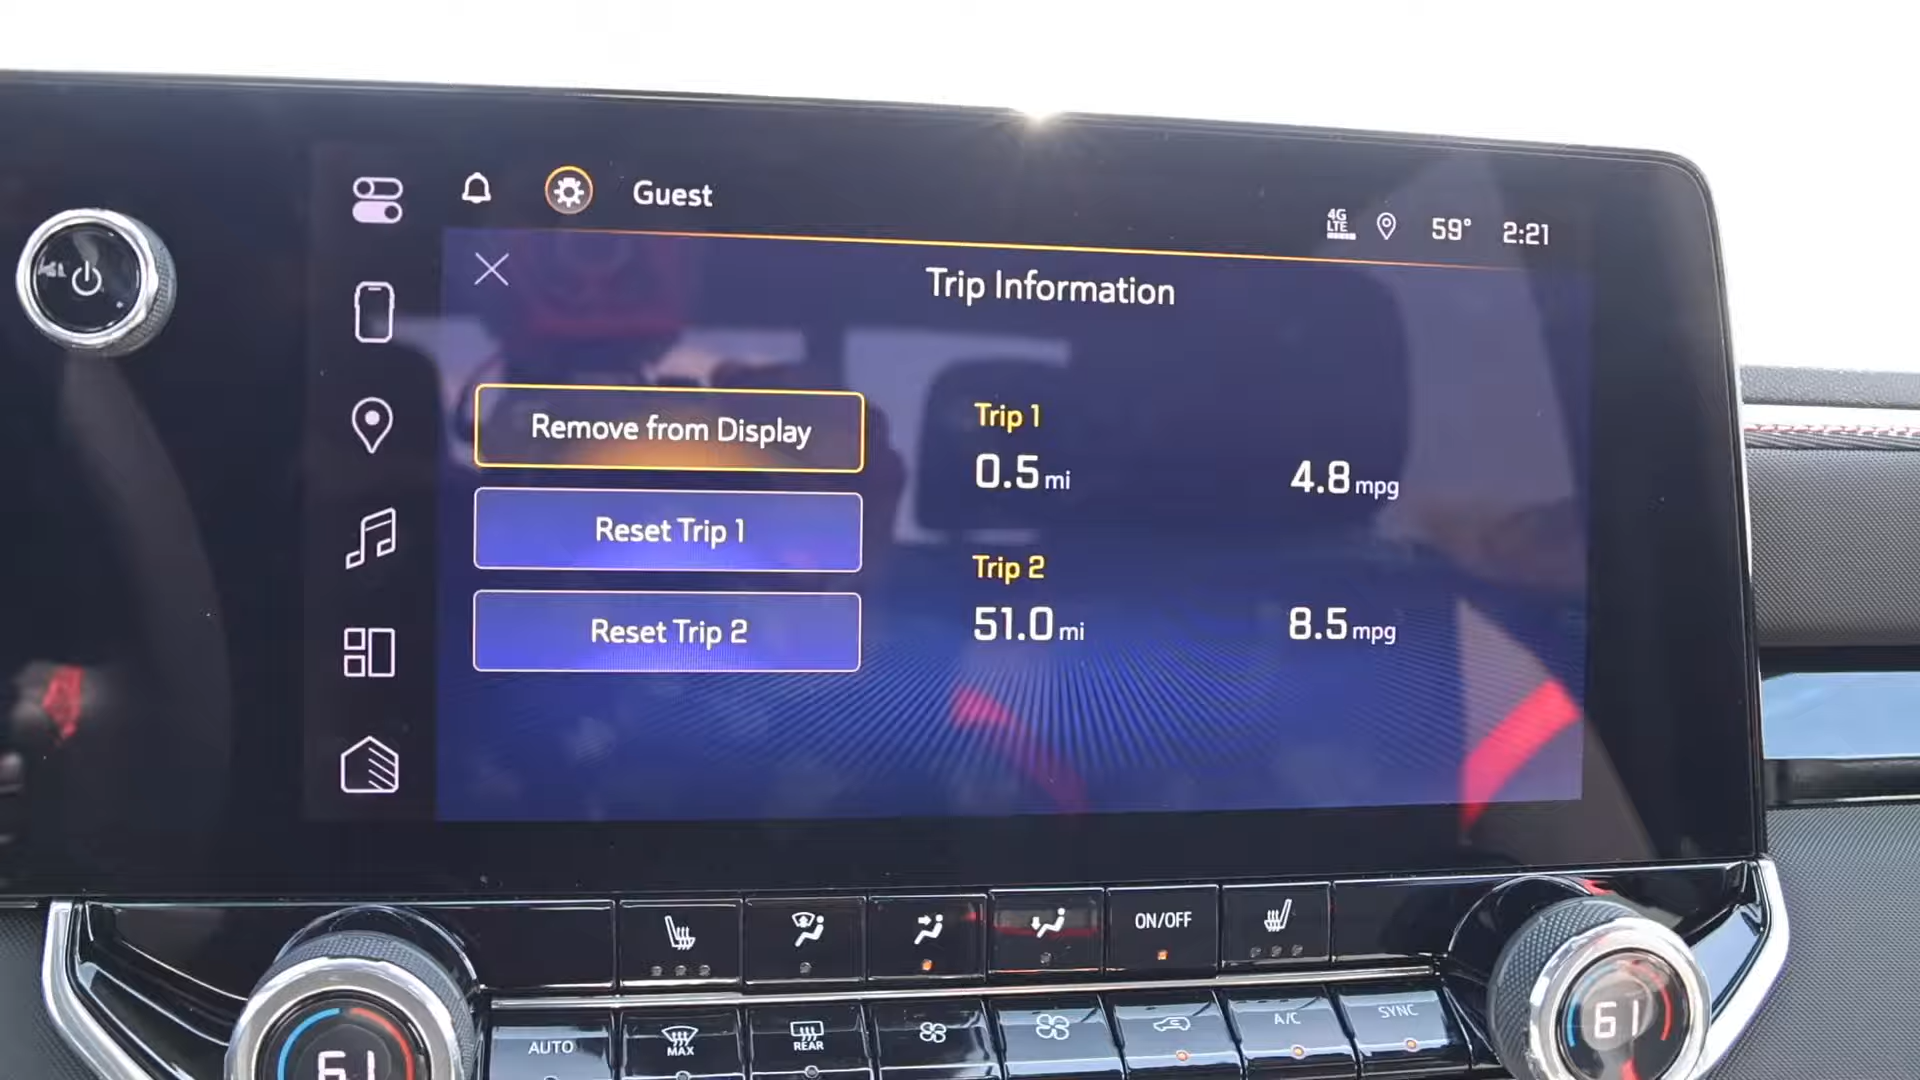 Guest
4G
LTE
59° 2:21
Trip Information
Remove from Display
Reset Trip 1
Reset Trip 2
Trip 1
0.5 mi 4.8 mpg
Trip 2
51.0 mi 8.5 mpg
ON/OFF
AUTO
MAX
REAR
A/C
SYNC
61
61